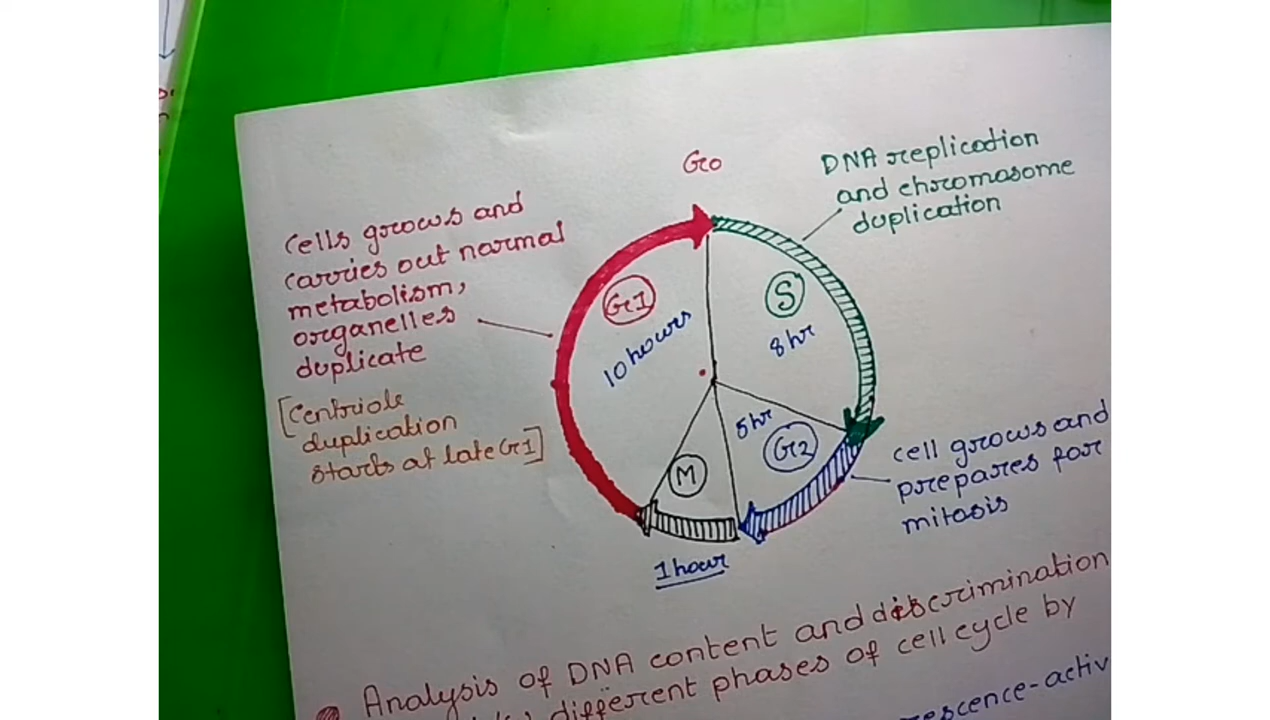 G0
DNA replication
and chromasome
duplication
Cells grows and
carries out normal
metabolism,
organelles
duplicate
[Centriole
duplication
starts at late G1]
G1
10 hours
S
8 hr
5 hr
G2
M
1 hour
cell grows and
prepares for
mitosis
Analysis of DNA content and discrimination
different phases of cell cycle by